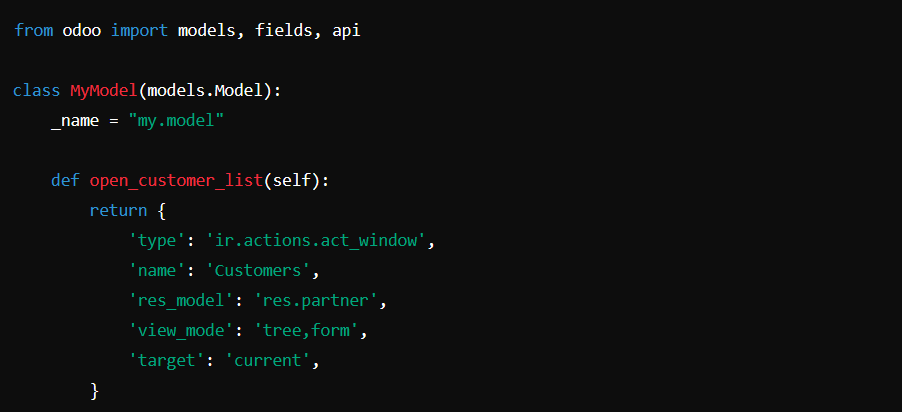 from odoo import models, fields, api
class MyModel(models.Model):
    _name = "my.model"
    def open_customer_list(self):
        return {
            'type': 'ir.actions.act_window',
            'name': 'Customers',
            'res_model': 'res.partner',
            'view_mode': 'tree,form',
            'target': 'current',
        }